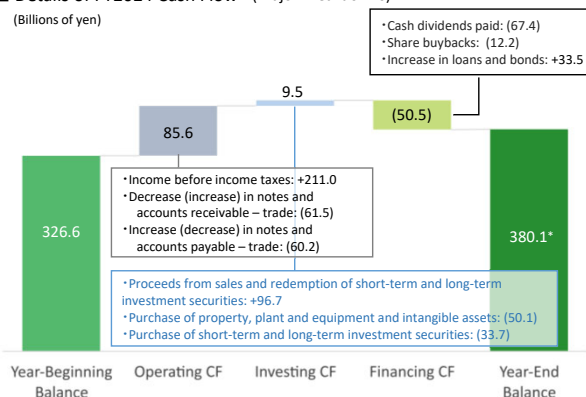 (Billions of yen)
・Cash dividends paid: (67.4)
・Share buybacks: (12.2)
・Increase in loans and bonds: +33.5
9.5
85.6
(50.5)
326.6
380.1*
・Income before income taxes: +211.0
・Decrease (increase) in notes and
accounts receivable – trade: (61.5)
・Increase (decrease) in notes and
accounts payable – trade: (60.2)
・Proceeds from sales and redemption of short-term and long-term
investment securities: +96.7
・Purchase of property, plant and equipment and intangible assets: (50.1)
・Purchase of short-term and long-term investment securities: (33.7)
Year-Beginning
Balance
Operating CF
Investing CF
Financing CF
Year-End
Balance